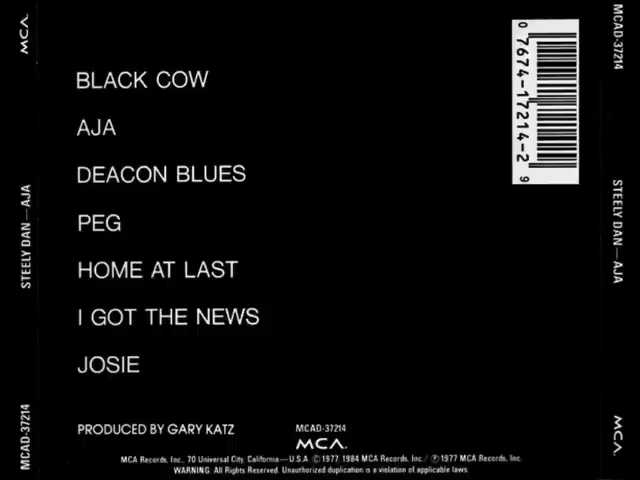 MCA
STEELY DAN—AJA
MCAD-37214
BLACK COW
AJA
DEACON BLUES
PEG
HOME AT LAST
I GOT THE NEWS
JOSIE
PRODUCED BY GARY KATZ
MCAD-37214
MCA
MCA Records, Inc., 70 Universal City, California—U.S.A. ©1977, 1984 MCA Records, Inc./ ℗1977 MCA Records, Inc.
WARNING: All Rights Reserved. Unauthorized duplication is a violation of applicable laws.
0 7674-17214-2 9
MCAD-37214
STEELY DAN—AJA
MCA